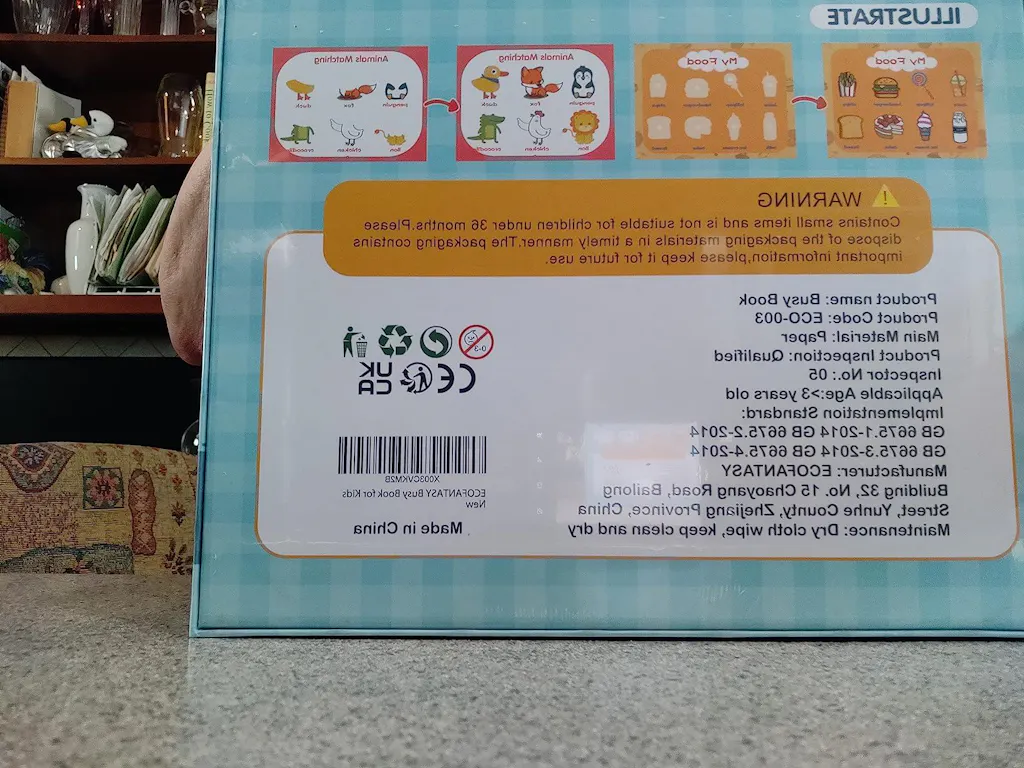 ILLUSTRATE
My Food
My Food
Animals Matching
Animals Matching
penguin
fox
duck
lion
chicken
crocodile
penguin
fox
duck
lion
chicken
crocodile
WARNING
Contains small items and is not suitable for children under 36 months.Please
dispose of the packaging materials in a timely manner.The packaging contains
important information,please keep it for future use.
Product name: Busy Book
Product Code: ECO-003
Main Material: Paper
Product Inspection: Qualified
Inspector No.: 05
Applicable Age:>3 years old
Implementation Standard:
GB 6675.1-2014 GB 6675.2-2014
GB 6675.3-2014 GB 6675.4-2014
Manufacturer: ECOFANTASY
Building 32, No. 15 Chaoyang Road, Bailong
Street, Yunhe County, Zhejiang Province, China
Maintenance: Dry cloth wipe, keep clean and dry
0-3
CE
UK
CA
X003CVKN2B
ECOFANTASY Busy Book for Kids
New
Made in China
HOW TO